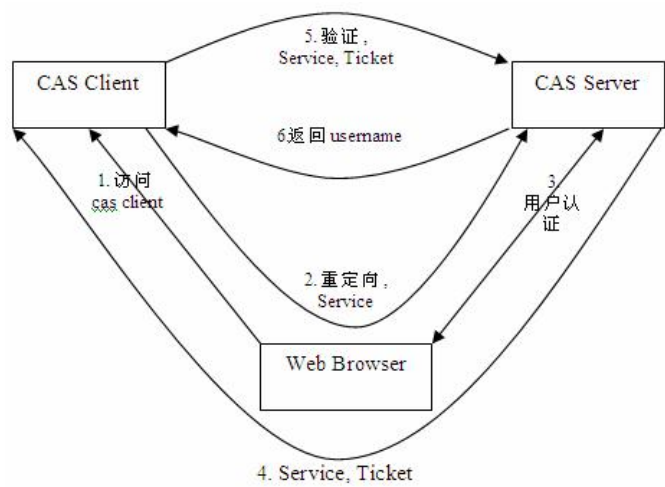 5.验证,
Service, Ticket
CAS Client
CAS Server
6返回 username
1.访问
cas client
3.
用户认
证
2.重定向,
Service
Web Browser
4. Service, Ticket